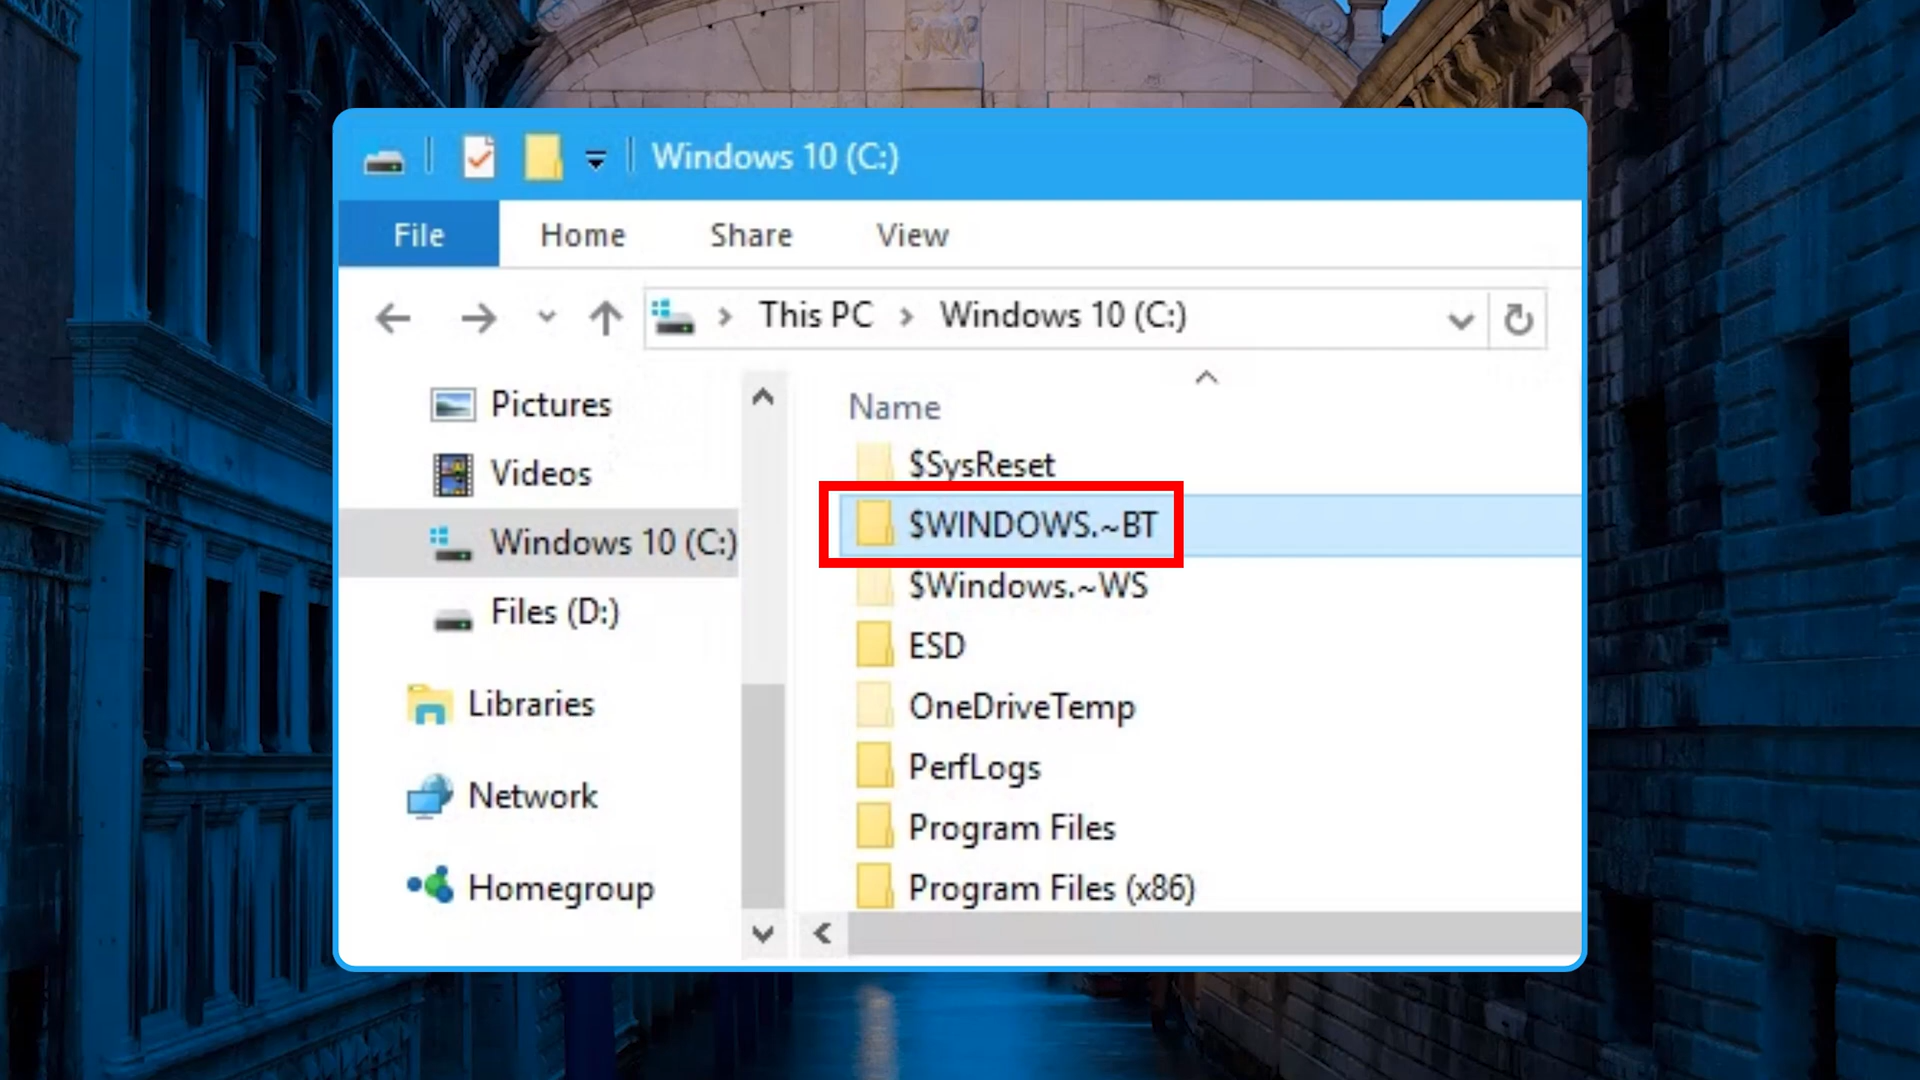 Windows 10 (C:)
File Home Share View
This PC Windows 10 (C:)
Pictures
Videos
Windows 10 (C:)
Files (D:)
Libraries
Network
Homegroup
Name
$SysReset
$WINDOWS.~BT
$Windows.~WS
ESD
OneDriveTemp
PerfLogs
Program Files
Program Files (x86)